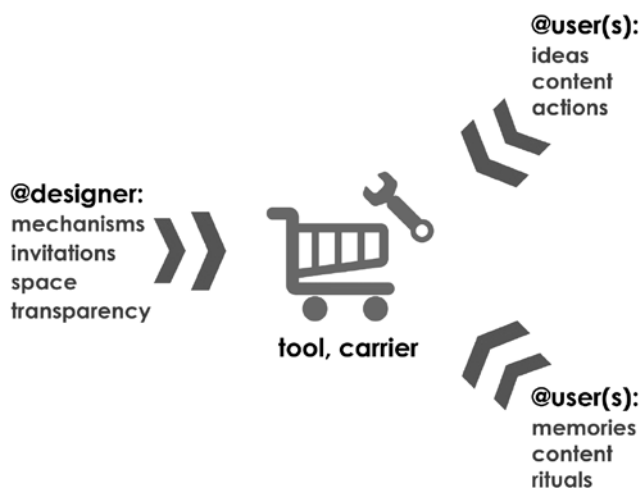 @user(s):
ideas
content
actions
@designer:
mechanisms
invitations
space
transparency
tool, carrier
@user(s):
memories
content
rituals